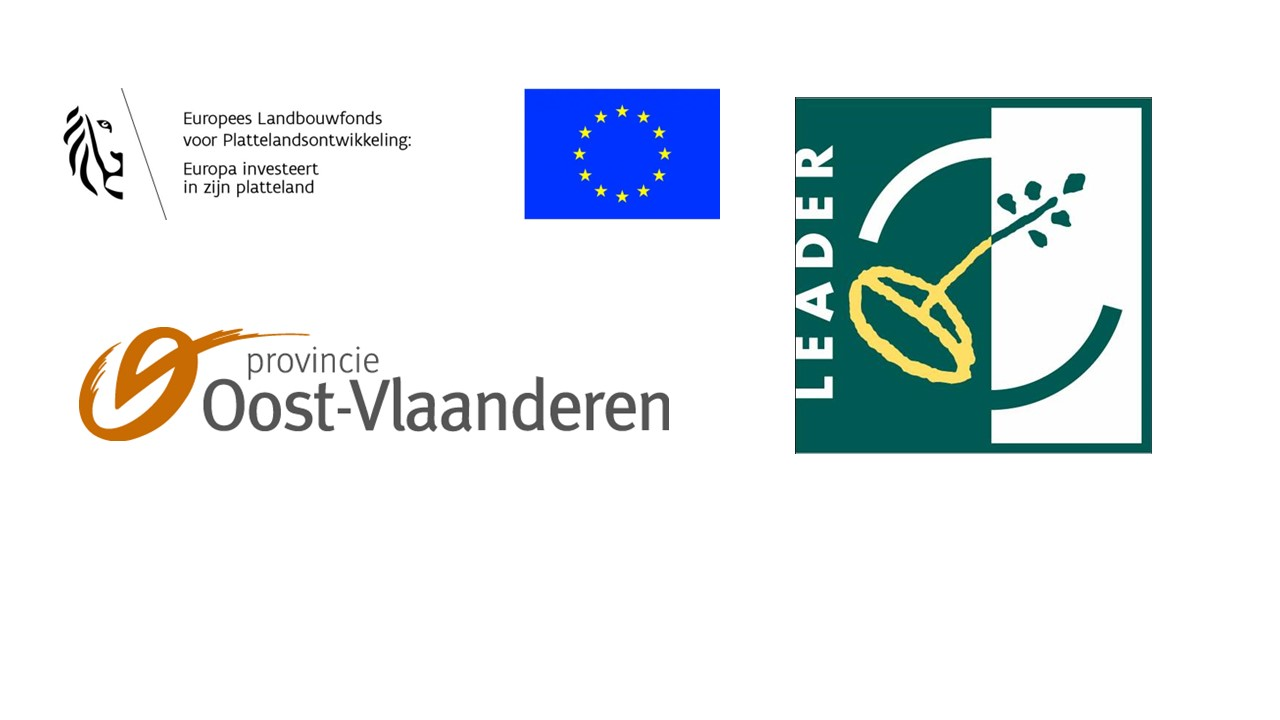 Europees Landbouwfonds
voor Plattelandsontwikkeling:
Europa investeert
in zijn platteland
provincie
Oost-Vlaanderen
LEADER